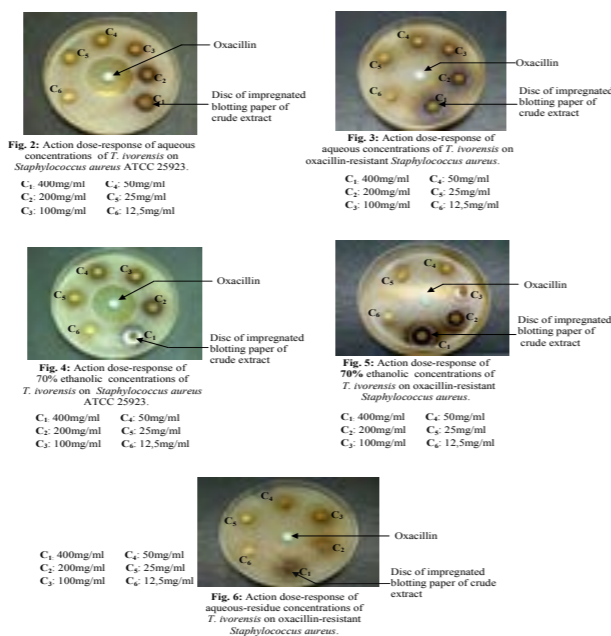 C₄
C₃
C₅
C₂
C₆
C₁
Oxacillin
Disc of impregnated
blotting paper of
crude extract
Fig. 2: Action dose-response of aqueous
concentrations of T. ivorensis on
Staphylococcus aureus ATCC 25923.
C₁: 400mg/ml C₄: 50mg/ml
C₂: 200mg/ml C₅: 25mg/ml
C₃: 100mg/ml C₆: 12,5mg/ml
C₄
C₃
C₅
C₂
C₆
C₁
Oxacillin
Disc of impregnated
blotting paper of
crude extract
Fig. 3: Action dose-response of
aqueous concentrations of T. ivorensis on
oxacillin-resistant Staphylococcus aureus.
C₁: 400mg/ml C₄: 50mg/ml
C₂: 200mg/ml C₅: 25mg/ml
C₃: 100mg/ml C₆: 12,5mg/ml
C₄
C₃
C₅
C₂
C₆
C₁
Oxacillin
Disc of impregnated
blotting paper of
crude extract
Fig. 4: Action dose-response of
70% ethanolic concentrations of
T. ivorensis on Staphylococcus aureus
ATCC 25923.
C₁: 400mg/ml C₄: 50mg/ml
C₂: 200mg/ml C₅: 25mg/ml
C₃: 100mg/ml C₆: 12,5mg/ml
C₄
C₅
C₃
C₆
C₂
C₁
Oxacillin
Disc of impregnated
blotting paper of
crude extract
Fig. 5: Action dose-response of
70% ethanolic concentrations of
T. ivorensis on oxacillin-resistant
Staphylococcus aureus.
C₁: 400mg/ml C₄: 50mg/ml
C₂: 200mg/ml C₅: 25mg/ml
C₃: 100mg/ml C₆: 12,5mg/ml
C₄
C₅
C₃
C₆
C₂
C₁
Oxacillin
Disc of impregnated
blotting paper of crude
extract
C₁: 400mg/ml C₄: 50mg/ml
C₂: 200mg/ml C₅: 25mg/ml
C₃: 100mg/ml C₆: 12,5mg/ml
Fig. 6: Action dose-response of
aqueous-residue concentrations of
T. ivorensis on oxacillin-resistant
Staphylococcus aureus.